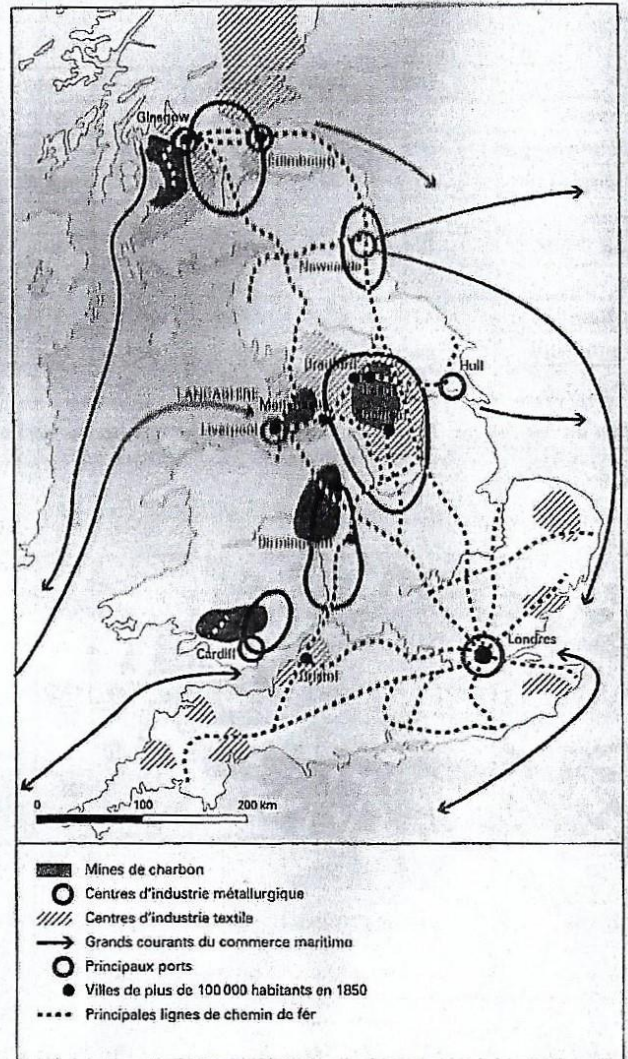 Glasgow
Edimbourg
Newcastle
Bradford
Hull
LANCASHIRE
Liverpool
Birmingham
Cardiff
Bristol
Londres
0 100 200 km
Mines de charbon
Centres d'industrie métallurgique
Centres d'industrie textile
Grands courants du commerce maritime
Principaux ports
Villes de plus de 100 000 habitants en 1850
Principales lignes de chemin de fer